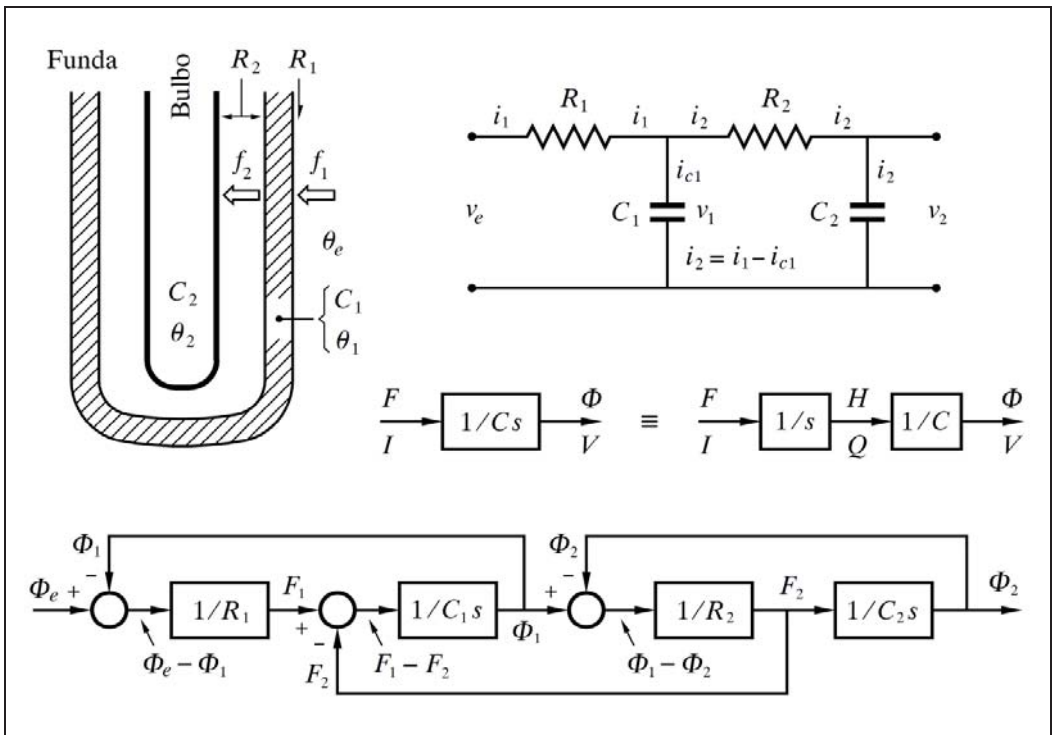 Funda
Bulbo
R₂
R₁
f₂
f₁
θₑ
C₂
θ₂
C₁
θ₁
i₁
R₁
i₁
i₂
R₂
i₂
i_c1
i₂
vₑ
C₁
v₁
C₂
v₂
i₂ = i₁ − i_c1
F
I
1/Cs
Φ
V
≡
F
I
1/s
H
Q
1/C
Φ
V
Φ₁
Φ₂
Φₑ + −
1/R₁
F₁
+ −
1/C₁s
Φ₁
+ −
1/R₂
F₂
1/C₂s
Φ₂
Φₑ − Φ₁
F₂
F₁ − F₂
Φ₁ − Φ₂